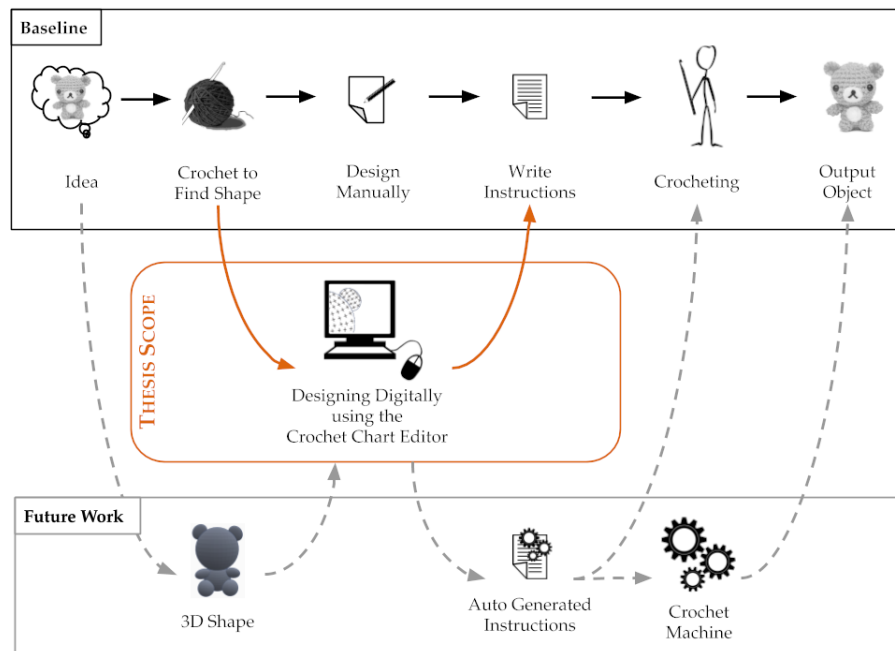 Baseline
Idea
Crochet to
Find Shape
Design
Manually
Write
Instructions
Crocheting
Output
Object
THESIS SCOPE
Designing Digitally
using the
Crochet Chart Editor
Future Work
3D Shape
Auto Generated
Instructions
Crochet
Machine